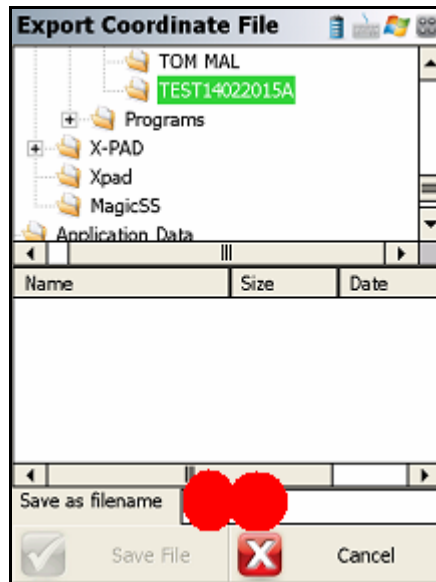 Export Coordinate File
TOM MAL
TEST14022015A
Programs
X-PAD
Xpad
MagicSS
Application Data
Name Size Date
Save as filename
Save File Cancel